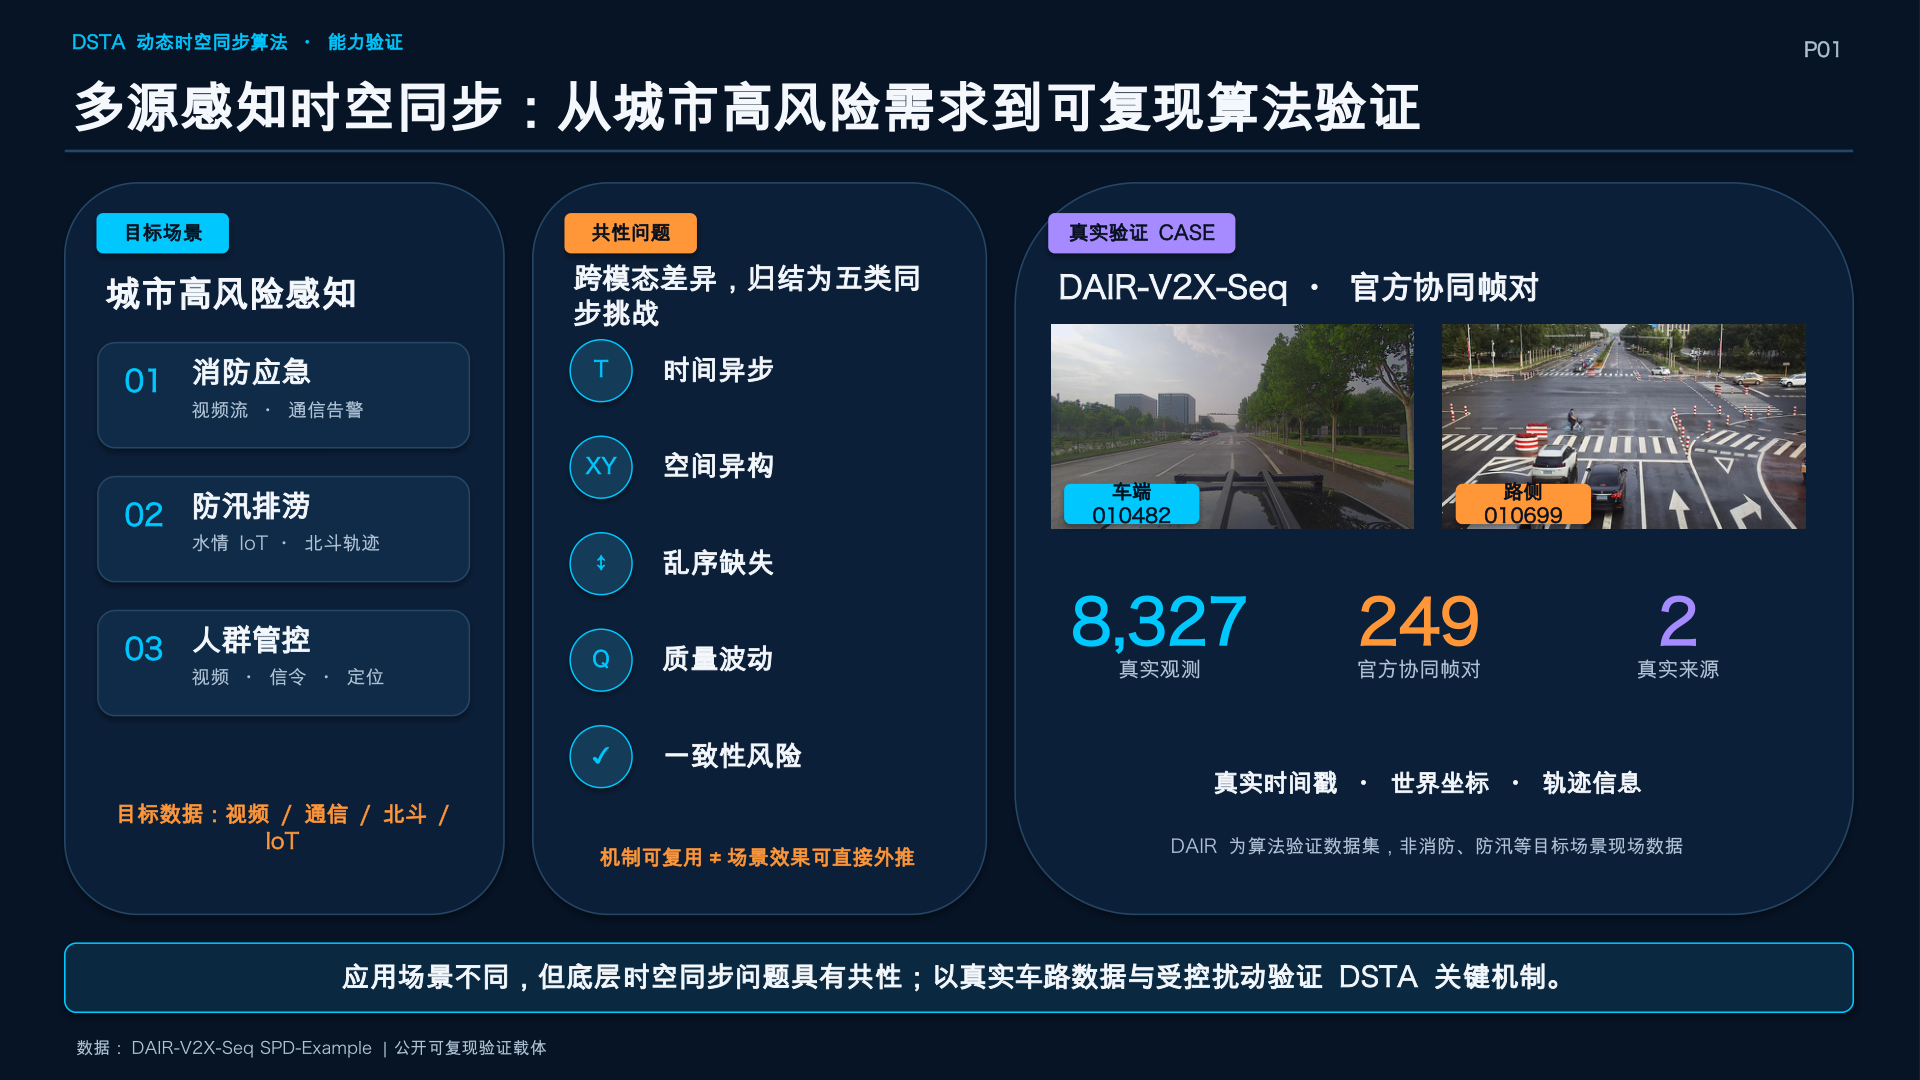 DSTA 动态时空同步算法 · 能力验证
P01
多源感知时空同步：从城市高风险需求到可复现算法验证
目标场景
城市高风险感知
01
消防应急
视频流 · 通信告警
02
防汛排涝
水情 IoT · 北斗轨迹
03
人群管控
视频 · 信令 · 定位
目标数据：视频 / 通信 / 北斗 /
IoT
共性问题
跨模态差异，归结为五类同
步挑战
T 时间异步
XY 空间异构
↕ 乱序缺失
Q 质量波动
✓ 一致性风险
机制可复用 ≠ 场景效果可直接外推
真实验证 CASE
DAIR-V2X-Seq · 官方协同帧对
车端
010482
路侧
010699
8,327
真实观测
249
官方协同帧对
2
真实来源
真实时间戳 · 世界坐标 · 轨迹信息
DAIR 为算法验证数据集，非消防、防汛等目标场景现场数据
应用场景不同，但底层时空同步问题具有共性；以真实车路数据与受控扰动验证 DSTA 关键机制。
数据：DAIR-V2X-Seq SPD-Example | 公开可复现验证载体